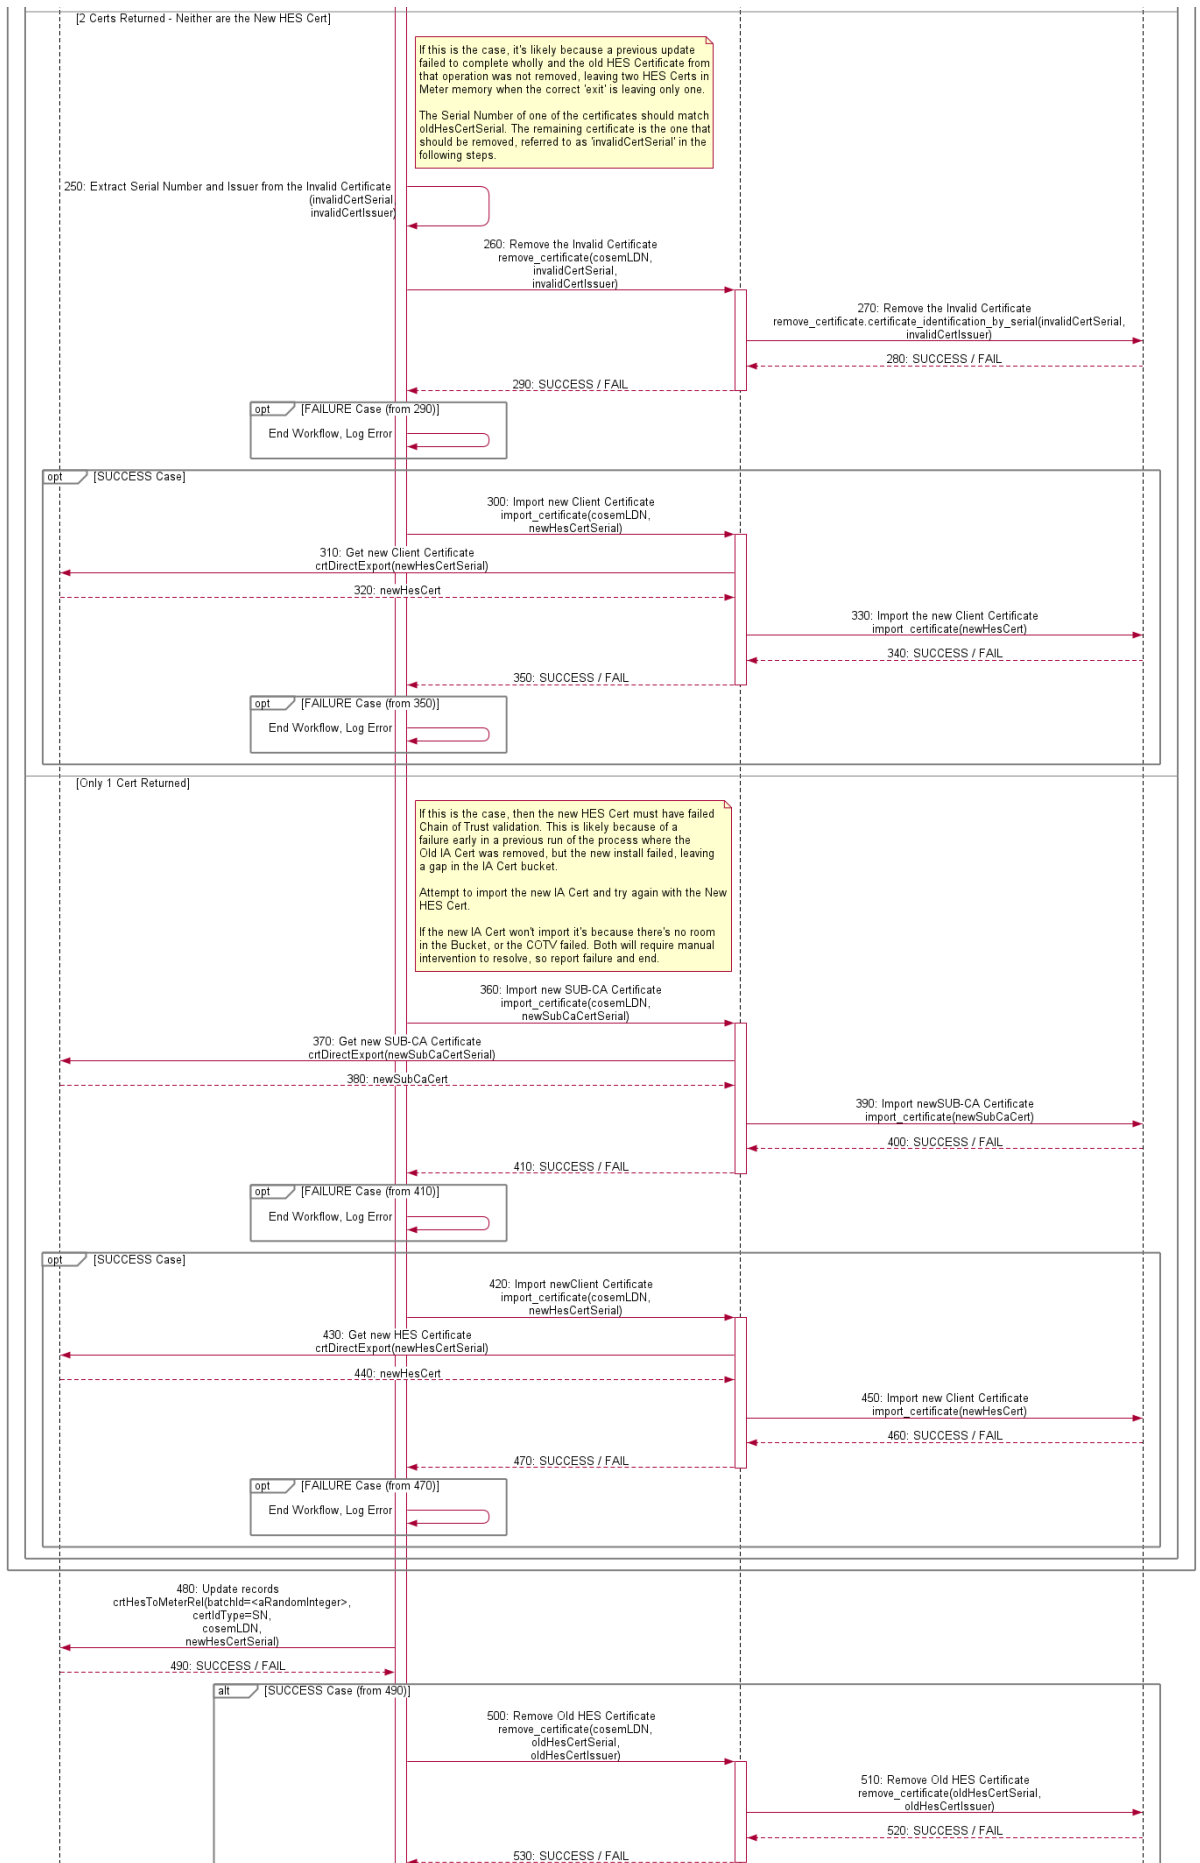 [2 Certs Returned - Neither are the New HES Cert]
If this is the case, it's likely because a previous update
failed to complete wholly and the old HES Certificate from
that operation was not removed, leaving two HES Certs in
Meter memory when the correct 'exit' is leaving only one.
The Serial Number of one of the certificates should match
oldHesCertSerial. The remaining certificate is the one that
should be removed, referred to as 'invalidCertSerial' in the
following steps.
250: Extract Serial Number and Issuer from the Invalid Certificate
(invalidCertSerial,
invalidCertIssuer)
260: Remove the Invalid Certificate
remove_certificate(cosemLDN,
invalidCertSerial,
invalidCertIssuer)
270: Remove the Invalid Certificate
remove_certificate.certificate_identification_by_serial(invalidCertSerial,
invalidCertIssuer)
280: SUCCESS / FAIL
290: SUCCESS / FAIL
opt [FAILURE Case (from 290)]
End Workflow, Log Error
opt [SUCCESS Case]
300: Import new Client Certificate
import_certificate(cosemLDN,
newHesCertSerial)
310: Get new Client Certificate
crtDirectExport(newHesCertSerial)
320: newHesCert
330: Import the new Client Certificate
import_certificate(newHesCert)
340: SUCCESS / FAIL
350: SUCCESS / FAIL
opt [FAILURE Case (from 350)]
End Workflow, Log Error
[Only 1 Cert Returned]
If this is the case, then the new HES Cert must have failed
Chain of Trust validation. This is likely because of a
failure early in a previous run of the process where the
Old IA Cert was removed, but the new install failed, leaving
a gap in the IA Cert bucket.
Attempt to import the new IA Cert and try again with the New
HES Cert.
If the new IA Cert won't import it's because there's no room
in the Bucket, or the COTV failed. Both will require manual
intervention to resolve, so report failure and end.
360: Import new SUB-CA Certificate
import_certificate(cosemLDN,
newSubCaCertSerial)
370: Get new SUB-CA Certificate
crtDirectExport(newSubCaCertSerial)
380: newSubCaCert
390: Import newSUB-CA Certificate
import_certificate(newSubCaCert)
400: SUCCESS / FAIL
410: SUCCESS / FAIL
opt [FAILURE Case (from 410)]
End Workflow, Log Error
opt [SUCCESS Case]
420: Import newClient Certificate
import_certificate(cosemLDN,
newHesCertSerial)
430: Get new HES Certificate
crtDirectExport(newHesCertSerial)
440: newHesCert
450: Import new Client Certificate
import_certificate(newHesCert)
460: SUCCESS / FAIL
470: SUCCESS / FAIL
opt [FAILURE Case (from 470)]
End Workflow, Log Error
480: Update records
crtHesToMeterRel(batchId=<aRandomInteger>,
certIdType=SN,
cosemLDN,
newHesCertSerial)
490: SUCCESS / FAIL
alt [SUCCESS Case (from 490)]
500: Remove Old HES Certificate
remove_certificate(cosemLDN,
oldHesCertSerial,
oldHesCertIssuer)
510: Remove Old HES Certificate
remove_certificate(oldHesCertSerial,
oldHesCertIssuer)
520: SUCCESS / FAIL
530: SUCCESS / FAIL